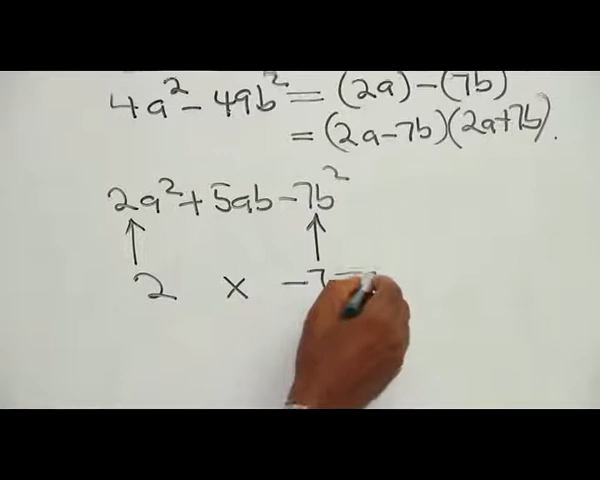 4a² - 49b² = (2a) - (7b)
= (2a-7b)(2a+7b).
2a² + 5ab - 7b²
2 × -7 =